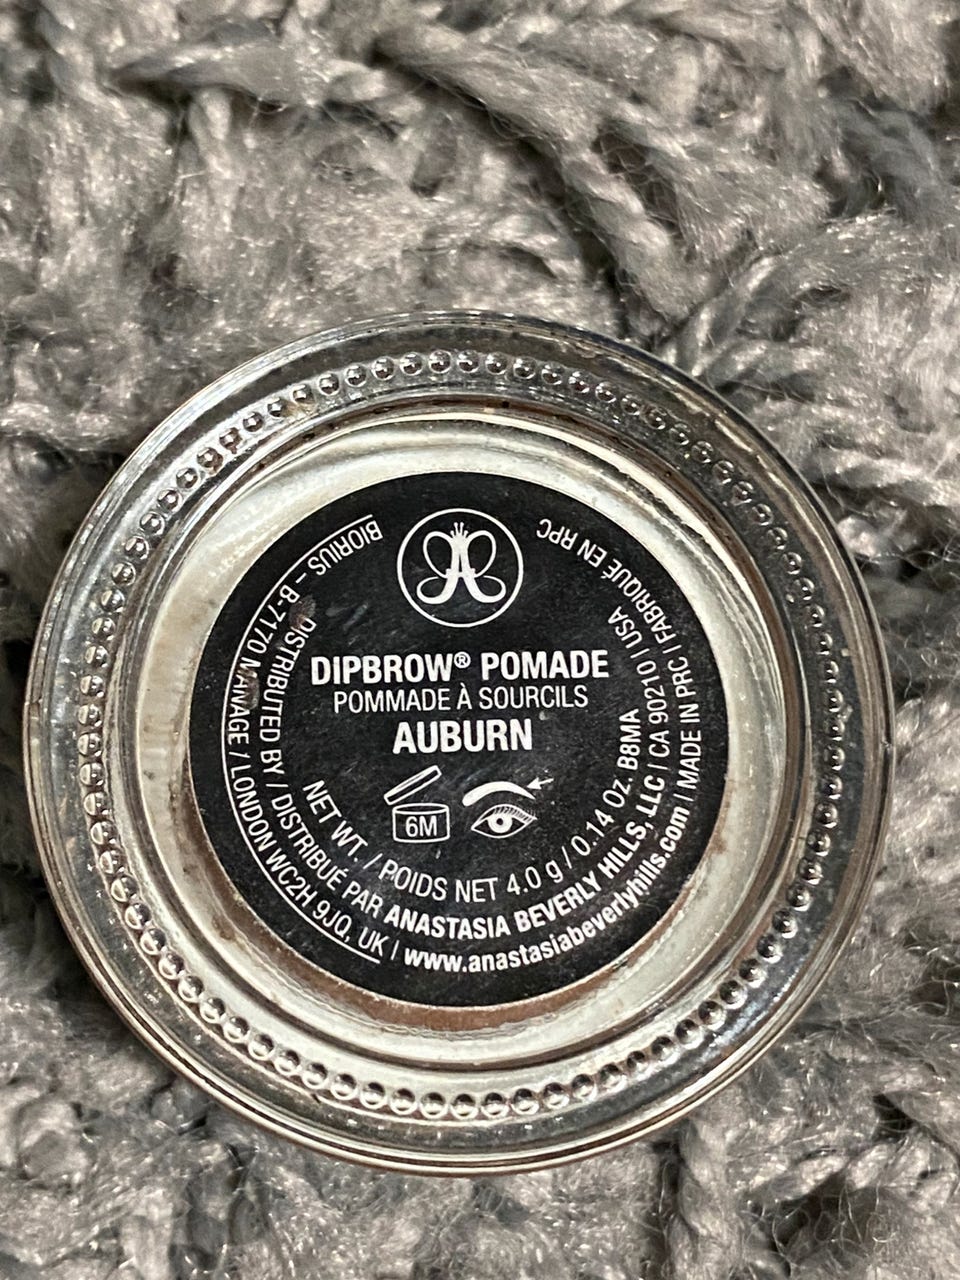 DIPBROW® POMADE
POMMADE À SOURCILS
AUBURN
6M
NET WT. / POIDS NET 4.0 g / 0.14 Oz. B8MA
DISTRIBUTED BY / DISTRIBUÉ PAR ANASTASIA BEVERLY HILLS, LLC | CA 90210 | USA
BIORIUS – B-7170 MANAGE / LONDON WC2H 9JQ, UK | www.anastasiabeverlyhills.com | MADE IN PRC | FABRIQUÉ EN RPC